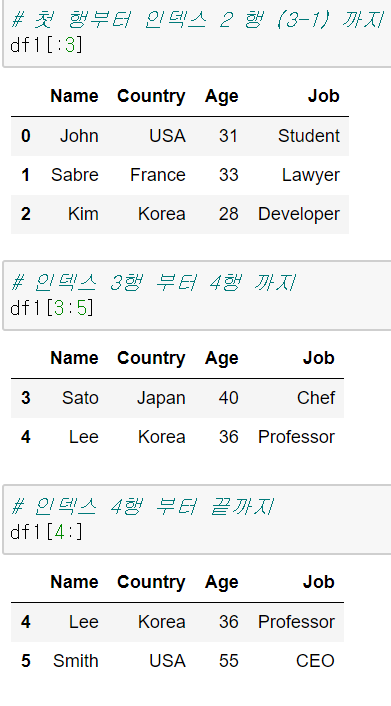 # 첫 행부터 인덱스 2 행 (3-1) 까지
df1[:3]
Name Country Age Job
0 John USA 31 Student
1 Sabre France 33 Lawyer
2 Kim Korea 28 Developer
# 인덱스 3행 부터 4행 까지
df1[3:5]
Name Country Age Job
3 Sato Japan 40 Chef
4 Lee Korea 36 Professor
# 인덱스 4행 부터 끝까지
df1[4:]
Name Country Age Job
4 Lee Korea 36 Professor
5 Smith USA 55 CEO